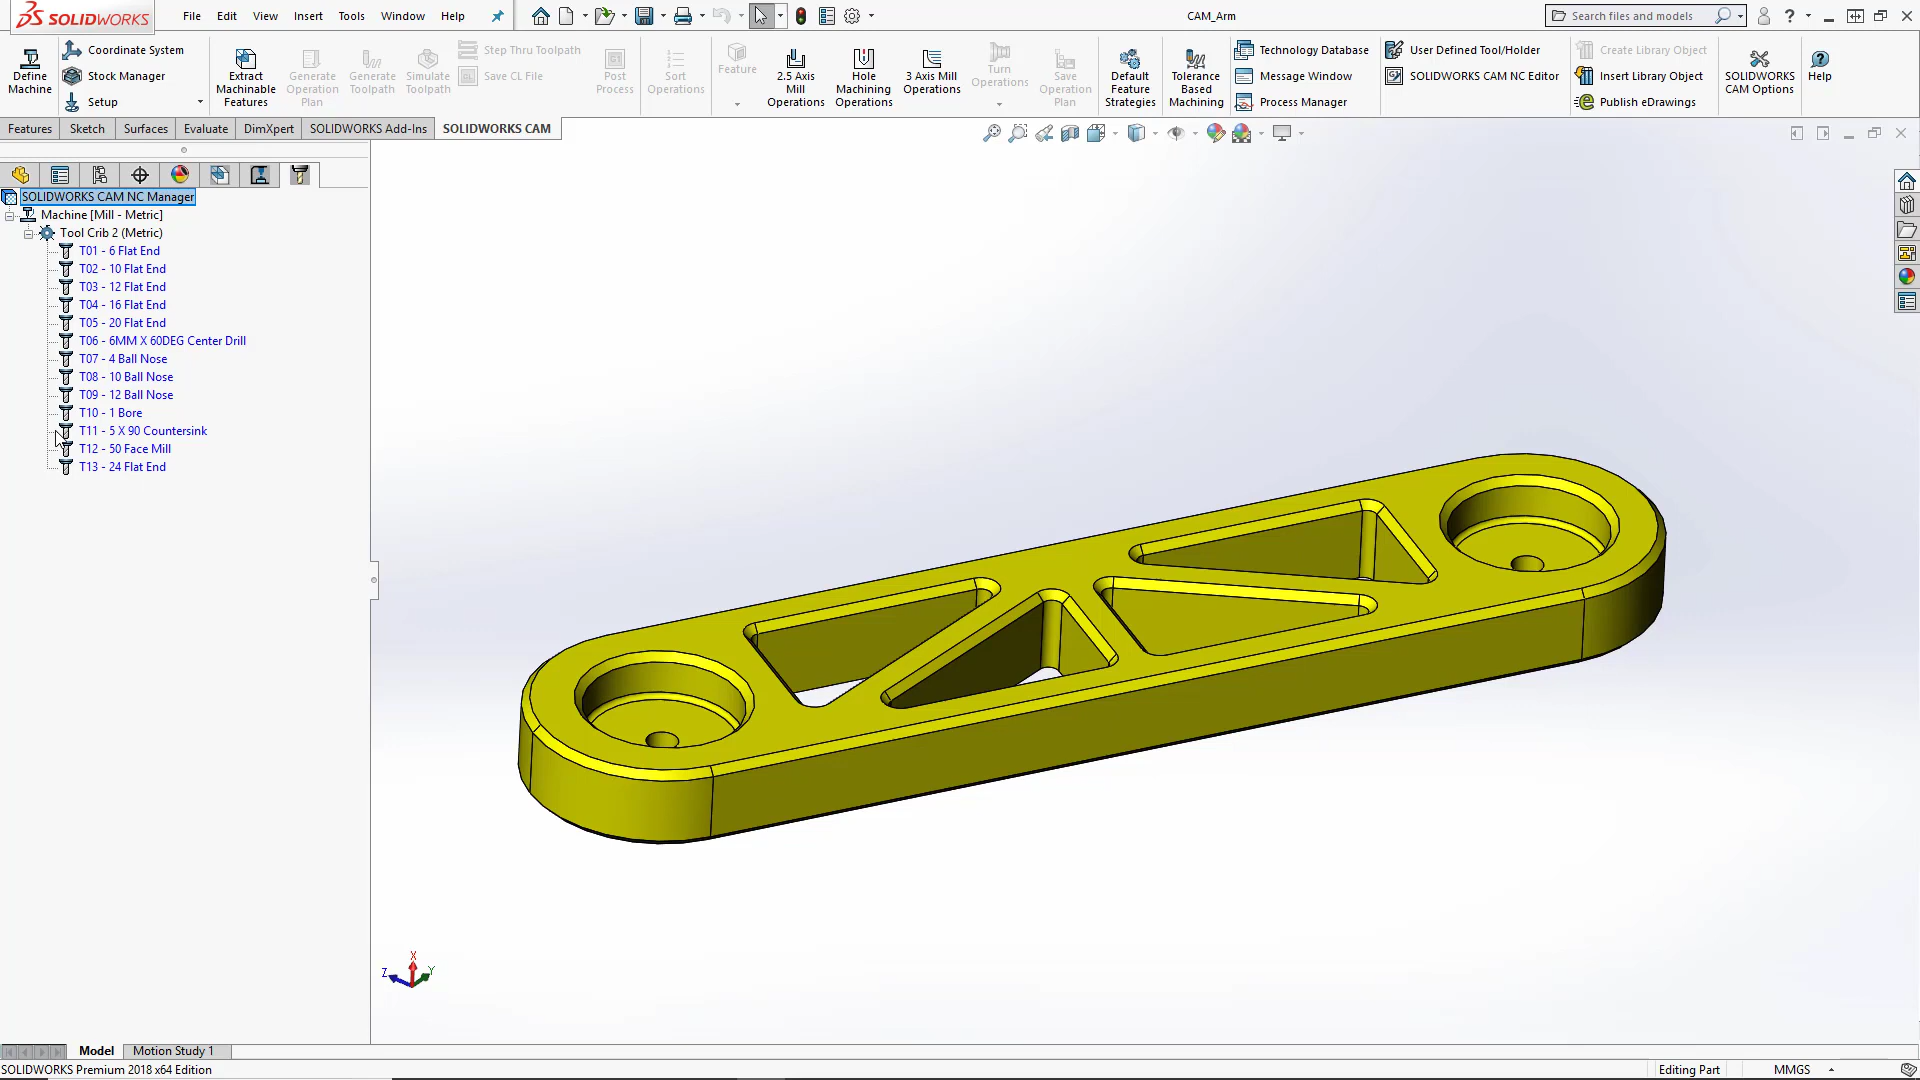 SOLIDWORKS File Edit View Insert Tools Window Help CAM_Arm Search files and models ?
Define Machine
Coordinate System
Stock Manager
Setup
Extract Machinable Features
Generate Operation Plan
Generate Toolpath
Simulate Toolpath
Step Thru Toolpath
Save CL File
Post Process
Sort Operations
Feature
2.5 Axis Mill Operations
Hole Machining Operations
3 Axis Mill Operations
Turn Operations
Save Operation Plan
Default Feature Strategies
Tolerance Based Machining
Technology Database
Message Window
Process Manager
User Defined Tool/Holder
SOLIDWORKS CAM NC Editor
Create Library Object
Insert Library Object
Publish eDrawings
SOLIDWORKS CAM Options
Help
Features Sketch Surfaces Evaluate DimXpert SOLIDWORKS Add-Ins SOLIDWORKS CAM
SOLIDWORKS CAM NC Manager
Machine [Mill - Metric]
Tool Crib 2 (Metric)
T01 - 6 Flat End
T02 - 10 Flat End
T03 - 12 Flat End
T04 - 16 Flat End
T05 - 20 Flat End
T06 - 6MM X 60DEG Center Drill
T07 - 4 Ball Nose
T08 - 10 Ball Nose
T09 - 12 Ball Nose
T10 - 1 Bore
T11 - 5 X 90 Countersink
T12 - 50 Face Mill
T13 - 24 Flat End
X
Z Y
Model Motion Study 1
SOLIDWORKS Premium 2018 x64 Edition Editing Part MMGS